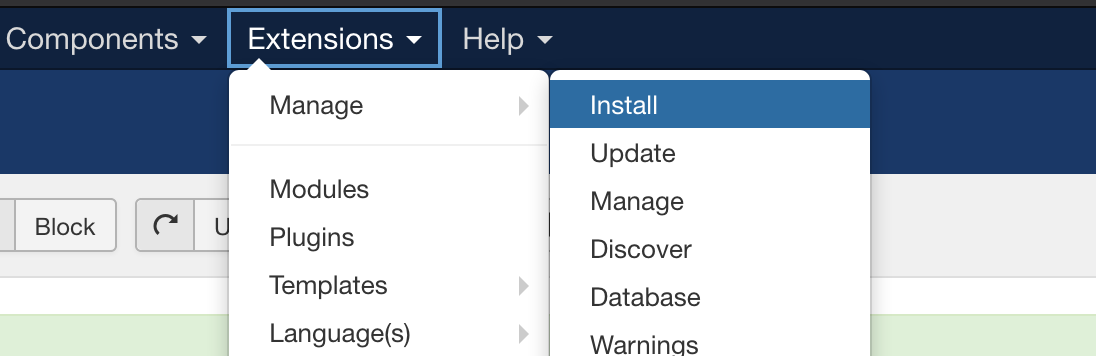 Components Extensions Help
Manage
Modules
Plugins
Templates
Language(s)
Install
Update
Manage
Discover
Database
Warnings
Block
U